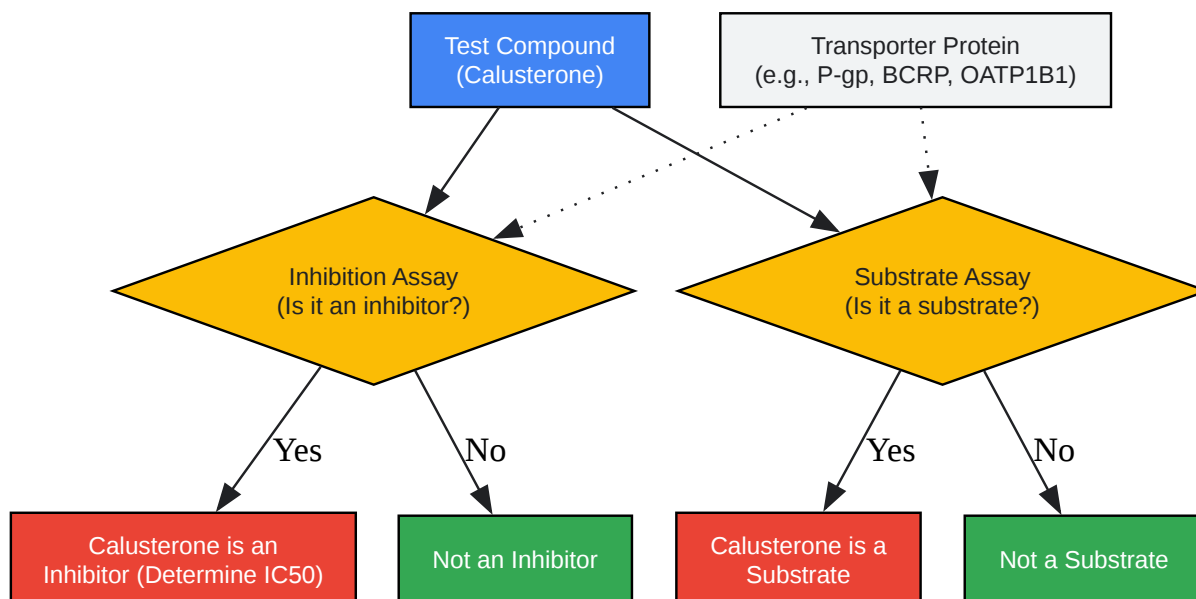 Test Compound
(Calusterone)
Transporter Protein
(e.g., P-gp, BCRP, OATP1B1)
Inhibition Assay
(Is it an inhibitor?)
Substrate Assay
(Is it a substrate?)
Yes
No
Yes
No
Calusterone is an
Inhibitor (Determine IC50)
Not an Inhibitor
Calusterone is a
Substrate
Not a Substrate